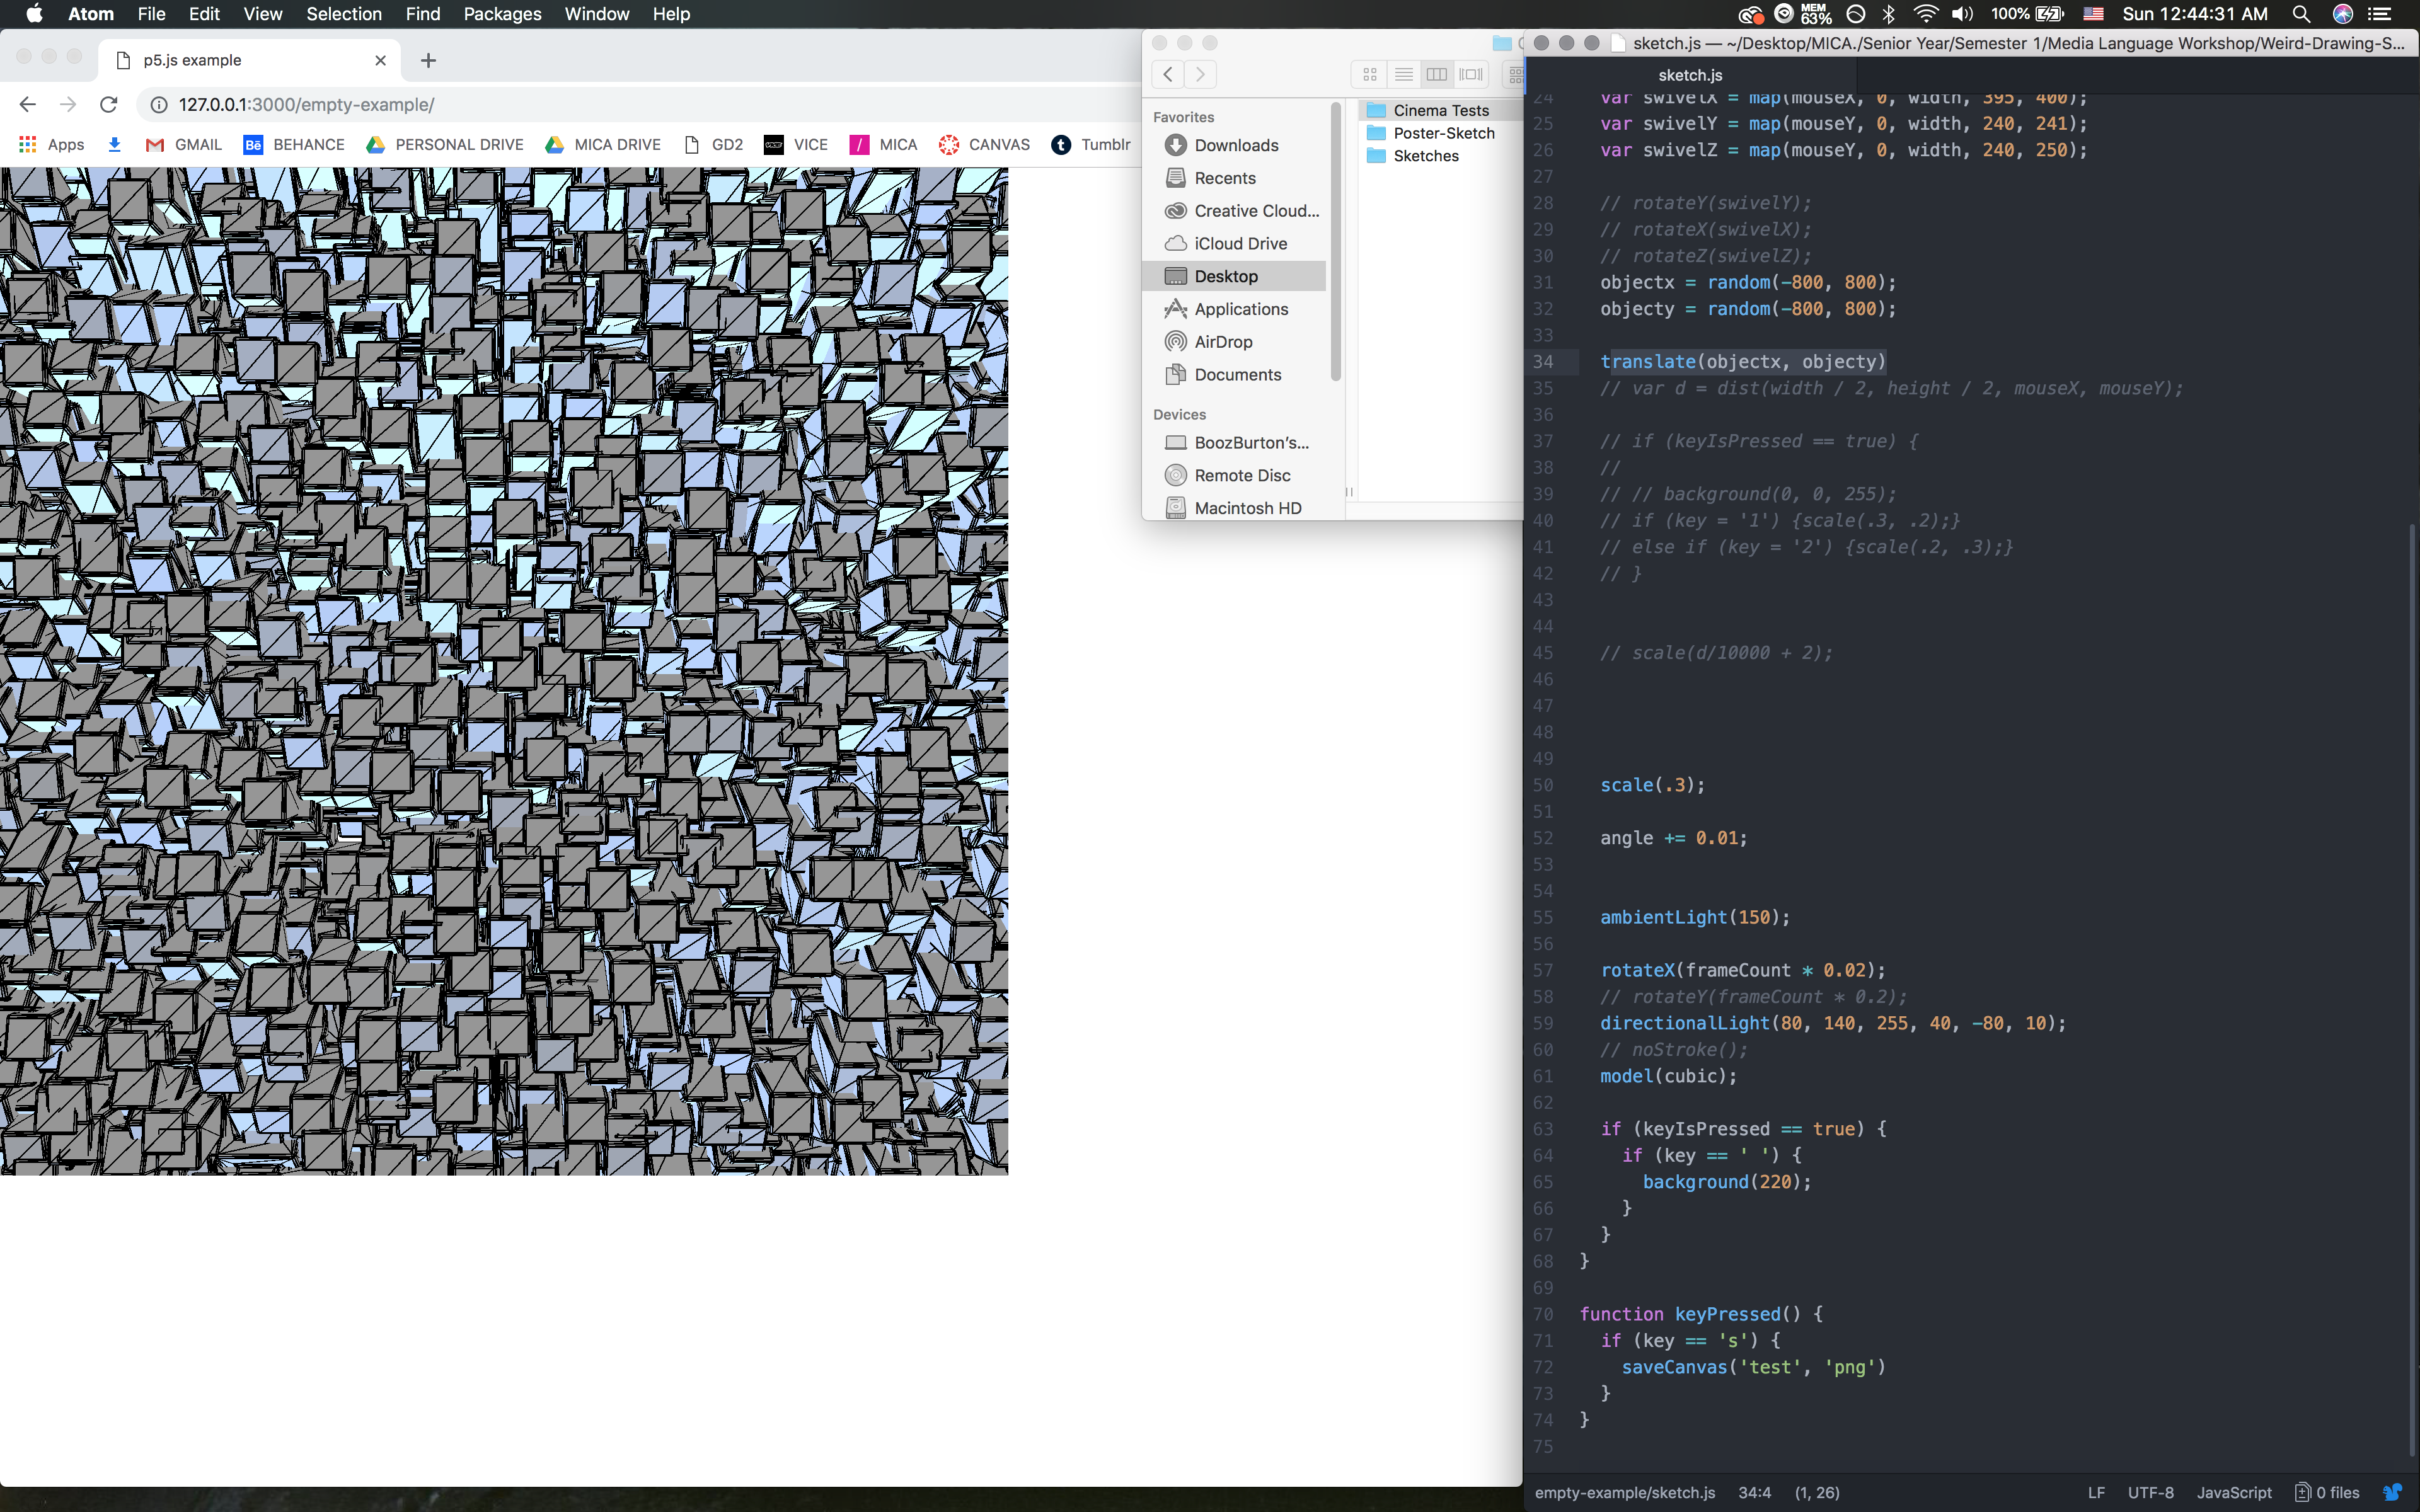 Atom File Edit View Selection Find Packages Window Help
MEM 63% 100% Sun 12:44:31 AM
p5.js example
127.0.0.1:3000/empty-example/
Apps GMAIL Bē BEHANCE PERSONAL DRIVE MICA DRIVE GD2 VICE MICA CANVAS Tumblr
Favorites
Downloads
Recents
Creative Cloud...
iCloud Drive
Desktop
Applications
AirDrop
Documents
Devices
BoozBurton's...
Remote Disc
Macintosh HD
Cinema Tests
Poster-Sketch
Sketches
sketch.js — ~/Desktop/MICA./Senior Year/Semester 1/Media Language Workshop/Weird-Drawing-S...
sketch.js
24 var swivelX = map(mouseX, 0, width, 395, 400);
25 var swivelY = map(mouseY, 0, width, 240, 241);
26 var swivelZ = map(mouseY, 0, width, 240, 250);
27
28 // rotateY(swivelY);
29 // rotateX(swivelX);
30 // rotateZ(swivelZ);
31 objectx = random(-800, 800);
32 objecty = random(-800, 800);
33
34 translate(objectx, objecty)
35 // var d = dist(width / 2, height / 2, mouseX, mouseY);
36
37 // if (keyIsPressed == true) {
38 //
39 // // background(0, 0, 255);
40 // if (key = '1') {scale(.3, .2);}
41 // else if (key = '2') {scale(.2, .3);}
42 // }
43
44
45 // scale(d/10000 + 2);
46
47
48
49
50 scale(.3);
51
52 angle += 0.01;
53
54
55 ambientLight(150);
56
57 rotateX(frameCount * 0.02);
58 // rotateY(frameCount * 0.2);
59 directionalLight(80, 140, 255, 40, -80, 10);
60 // noStroke();
61 model(cubic);
62
63 if (keyIsPressed == true) {
64 if (key == ' ') {
65 background(220);
66 }
67 }
68 }
69
70 function keyPressed() {
71 if (key == 's') {
72 saveCanvas('test', 'png')
73 }
74 }
75
empty-example/sketch.js 34:4 (1, 26) LF UTF-8 JavaScript 0 files